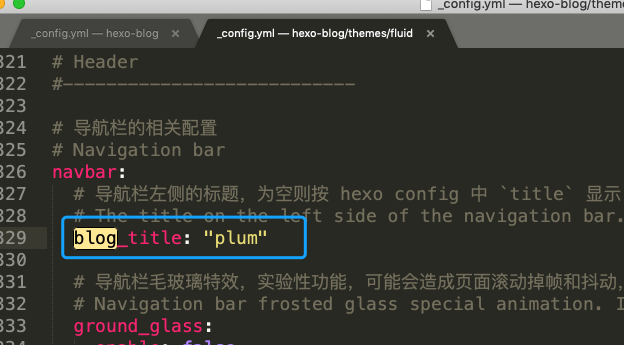 _config.yml — hexo-blog/theme
_config.yml — hexo-blog
_config.yml — hexo-blog/themes/fluid
321 # Header
322 #---------------------------
323
324 # 导航栏的相关配置
325 # Navigation bar
326 navbar:
327 # 导航栏左侧的标题，为空则按 hexo config 中 `title` 显示
328 # The title on the left side of the navigation bar.
329 blog_title: "plum"
330
331 # 导航栏毛玻璃特效，实验性功能，可能会造成页面滚动掉帧和抖动，
332 # Navigation bar frosted glass special animation. I
333 ground_glass:
334 enable: false